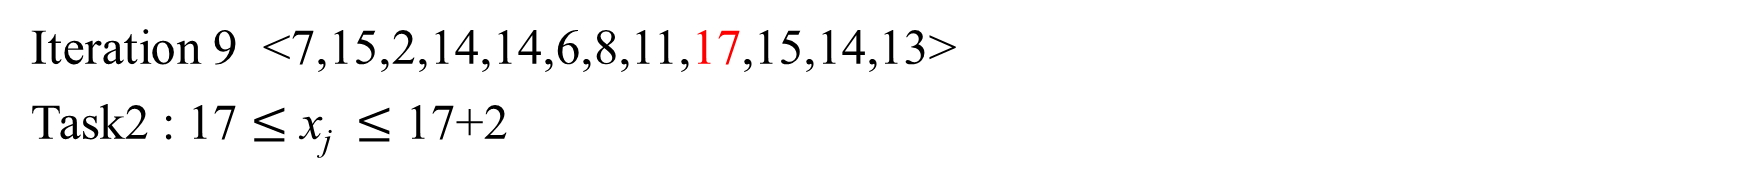 Iteration 9 <7,15,2,14,14,6,8,11,17,15,14,13>
Task2 : 17 ≤ xⱼ ≤ 17+2